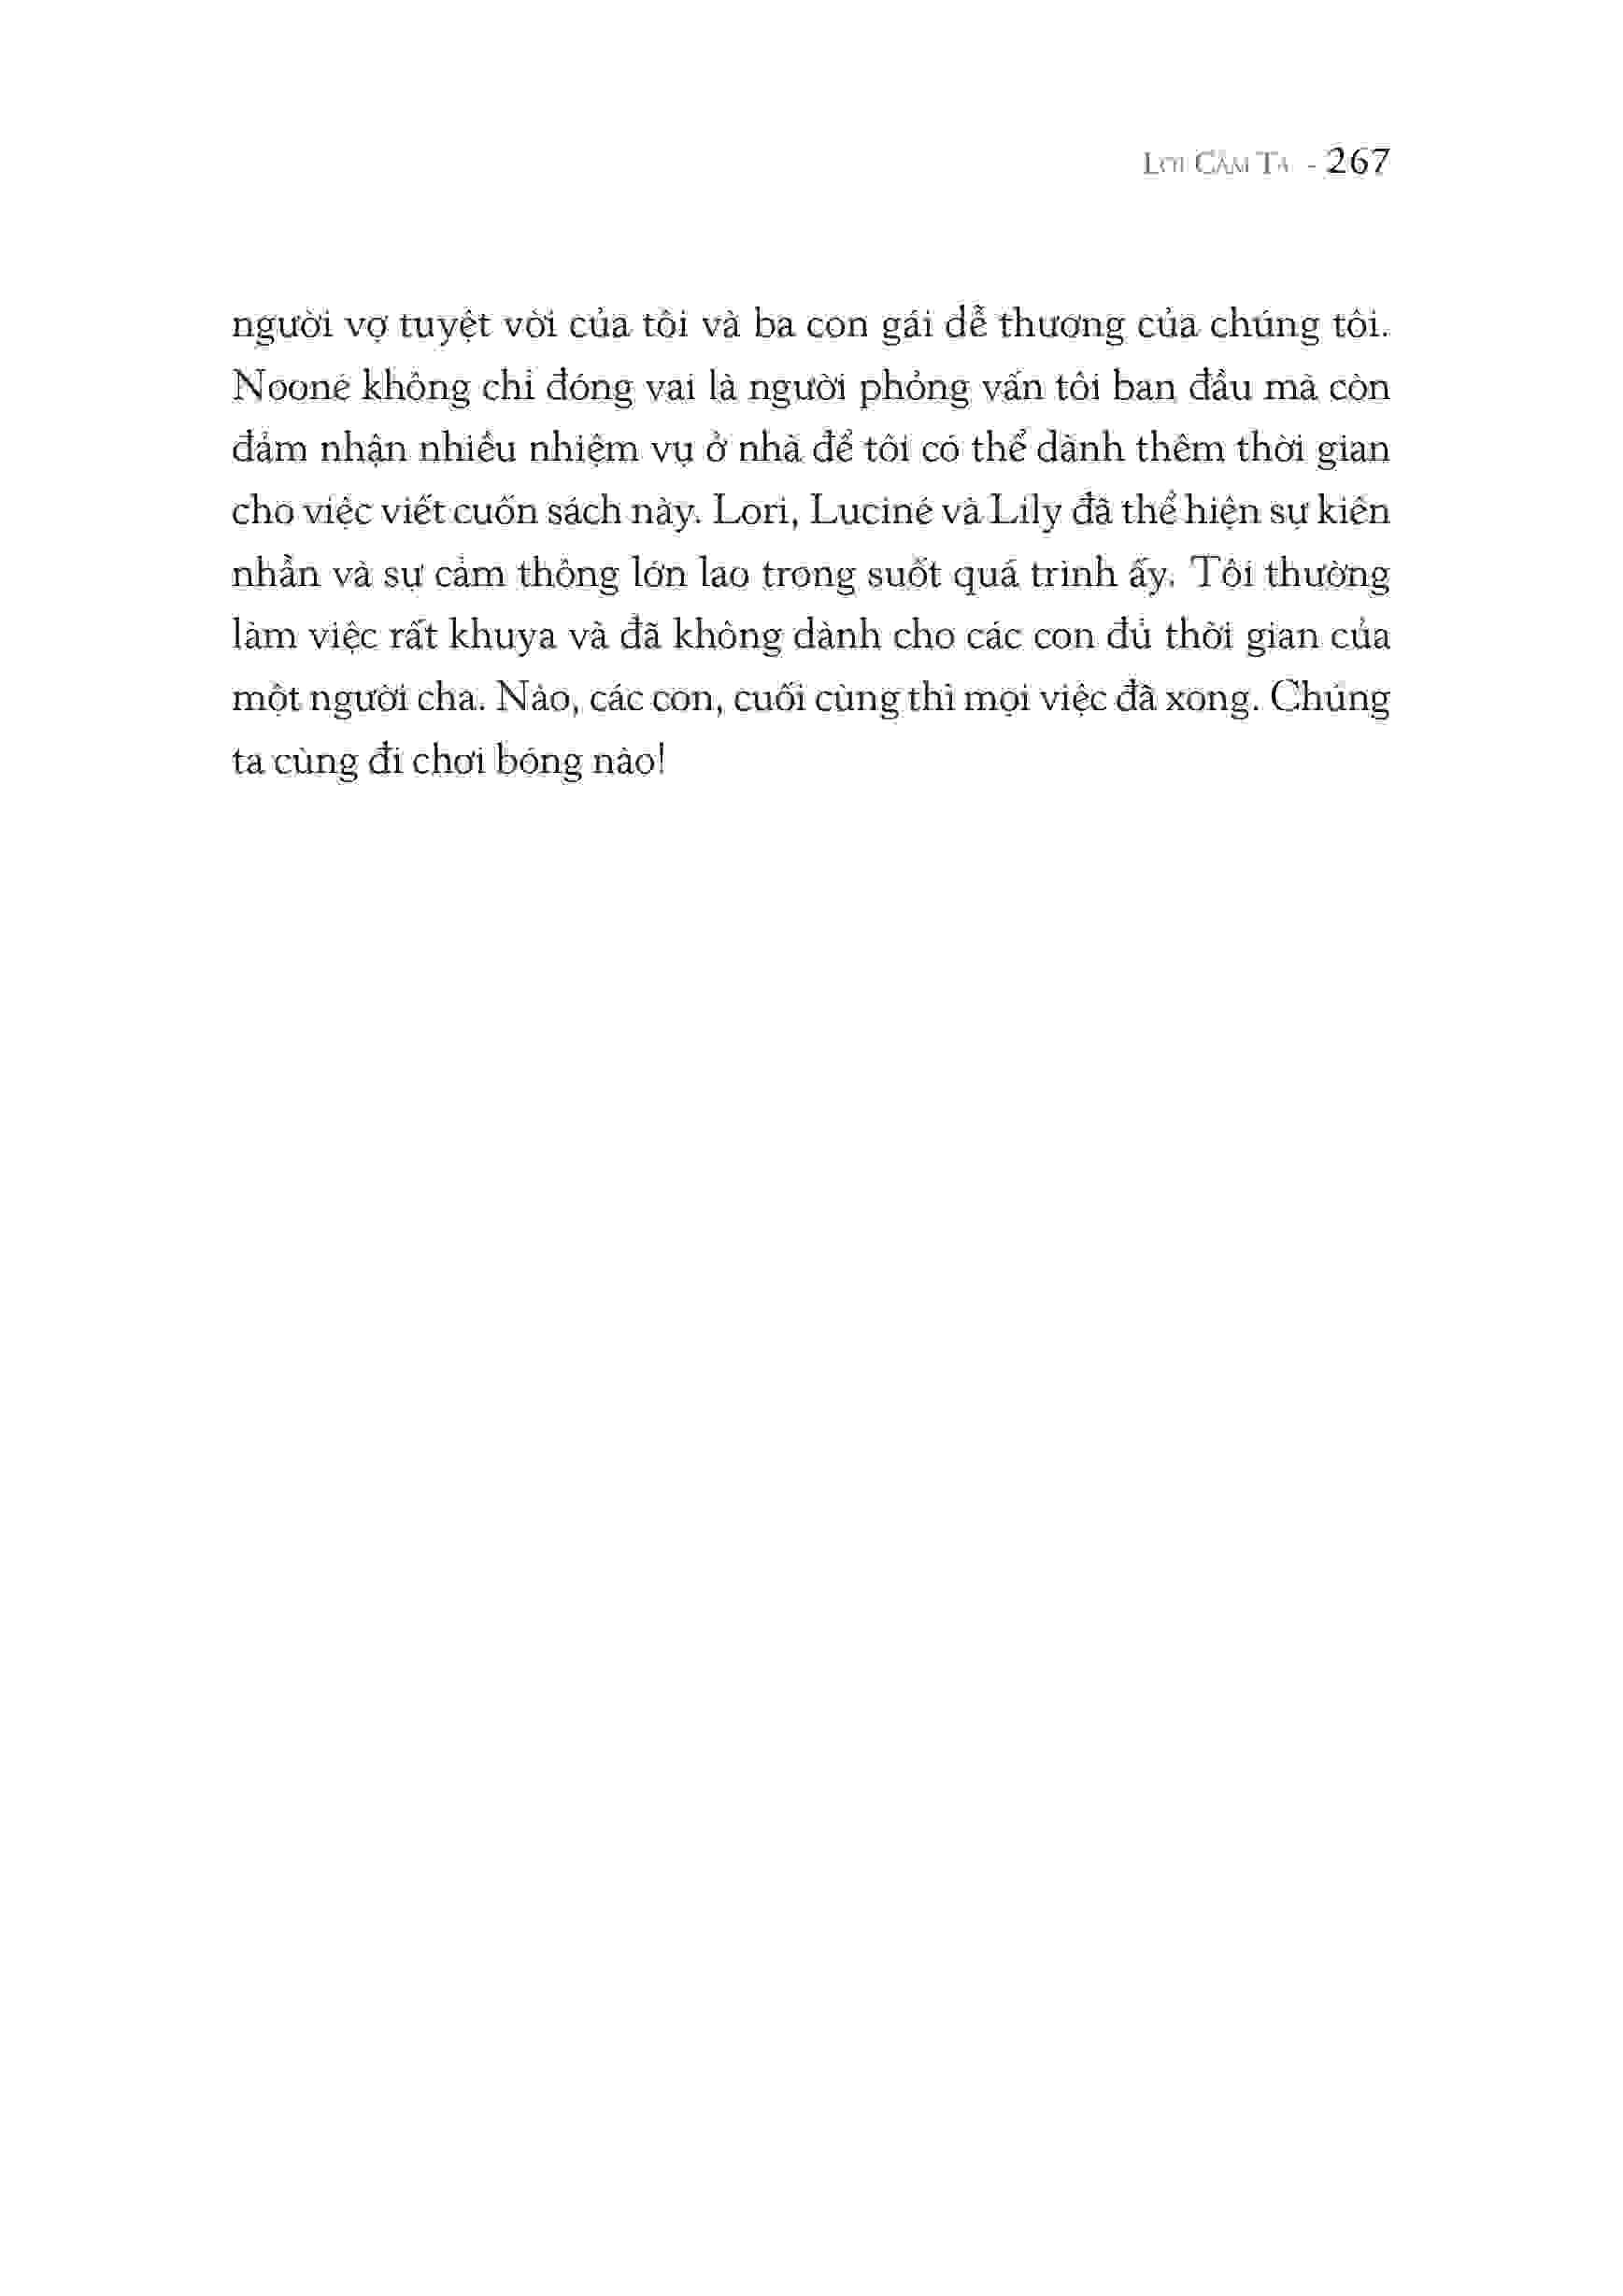 Lời Cảm Tạ - 267
người vợ tuyệt vời của tôi và ba con gái dễ thương của chúng tôi.
Nooné không chỉ đóng vai là người phỏng vấn tôi ban đầu mà còn
đảm nhận nhiều nhiệm vụ ở nhà để tôi có thể dành thêm thời gian
cho việc viết cuốn sách này. Lori, Luciné và Lily đã thể hiện sự kiên
nhẫn và sự cảm thông lớn lao trong suốt quá trình ấy. Tôi thường
làm việc rất khuya và đã không dành cho các con đủ thời gian của
một người cha. Nào, các con, cuối cùng thì mọi việc đã xong. Chúng
ta cùng đi chơi bóng nào!